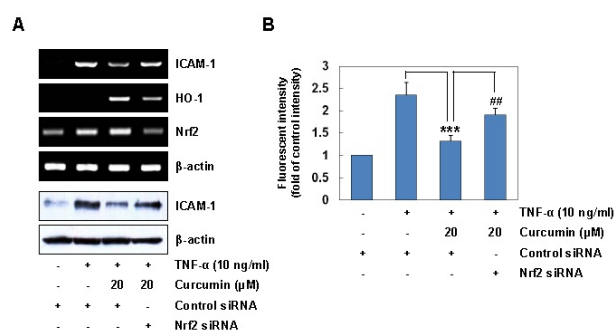 A
ICAM-1
HO-1
Nrf2
β-actin
ICAM-1
β-actin
- + + + TNF-α (10 ng/ml)
- - 20 20 Curcumin (μM)
+ + + - Control siRNA
- - - + Nrf2 siRNA
B
Fluorescent intensity
(fold of control intensity)
3
2.5
2
1.5
1
0.5
***
##
- + + + TNF-α (10 ng/ml)
- - 20 20 Curcumin (μM)
+ + + - Control siRNA
- - - + Nrf2 siRNA